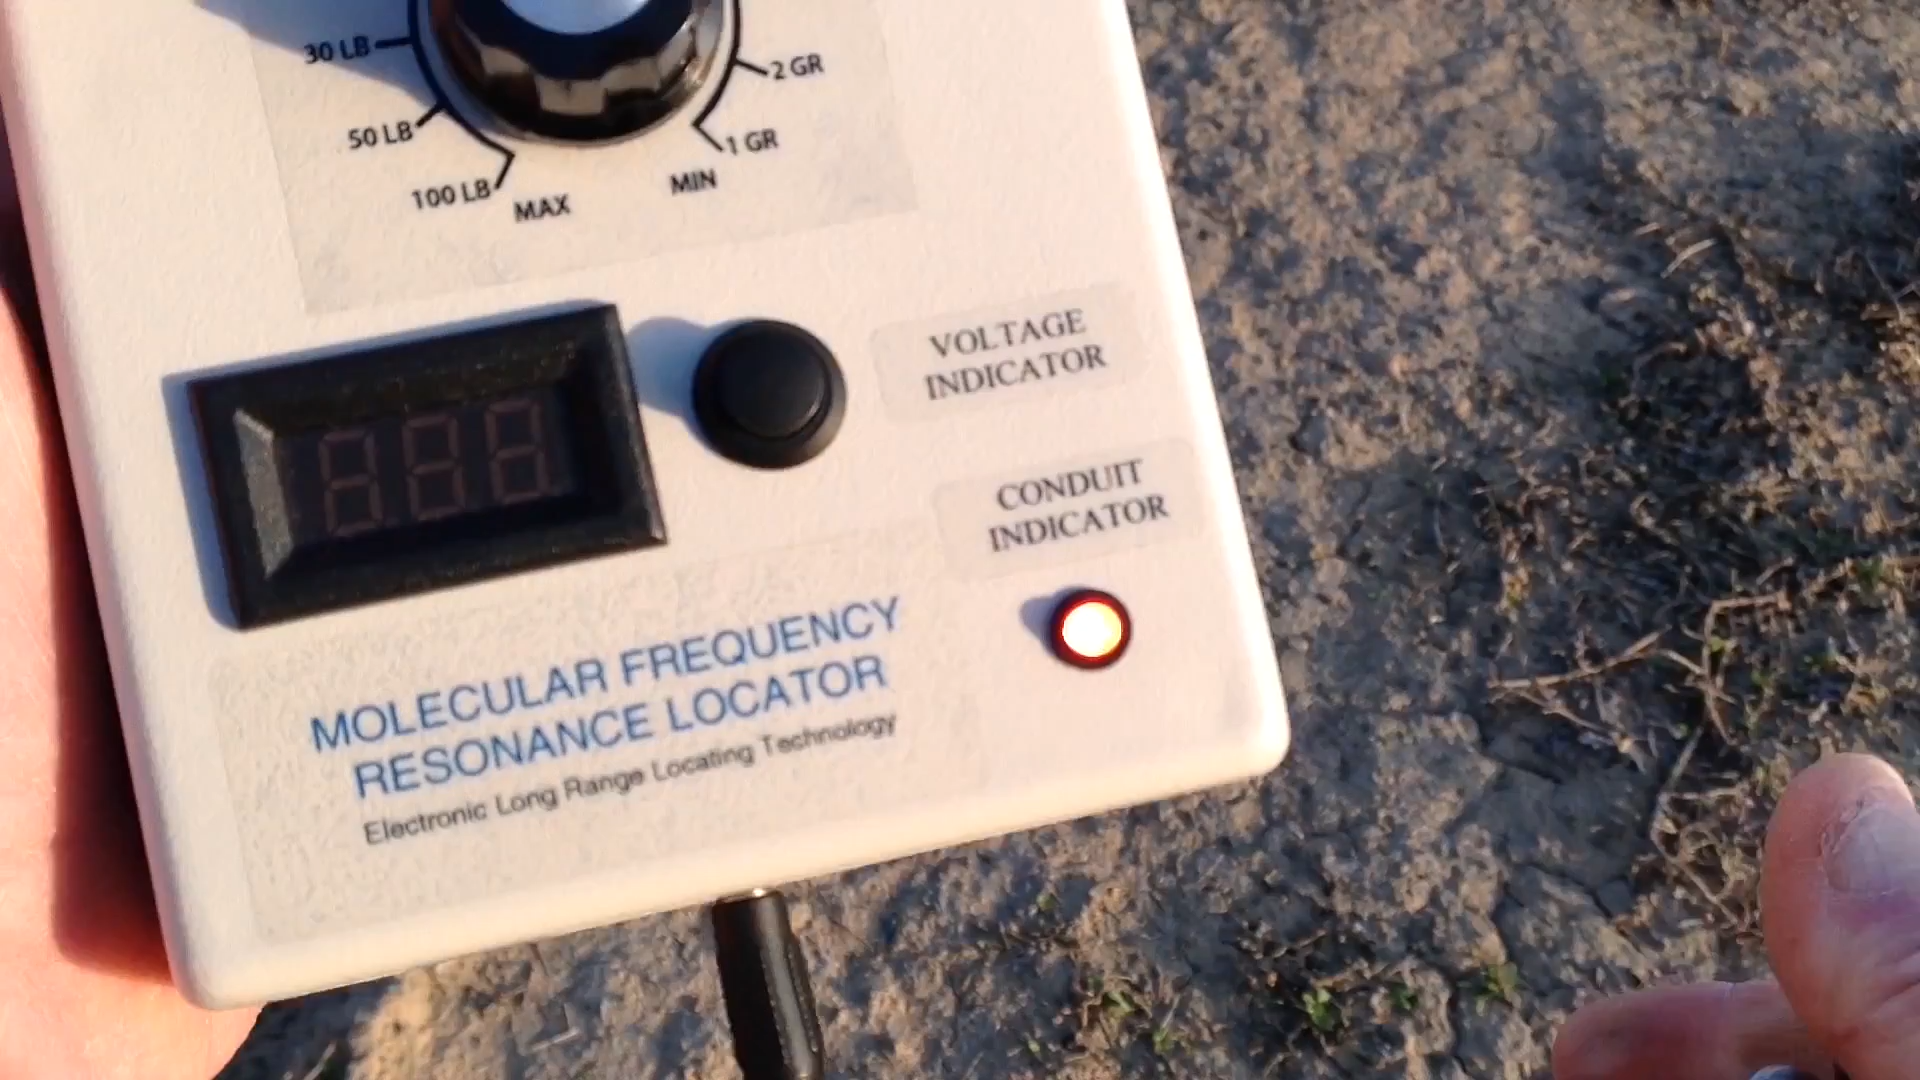 30 LB
2 GR
50 LB
1 GR
100 LB
MAX
MIN
VOLTAGE
INDICATOR
CONDUIT
INDICATOR
MOLECULAR FREQUENCY
RESONANCE LOCATOR
Electronic Long Range Locating Technology